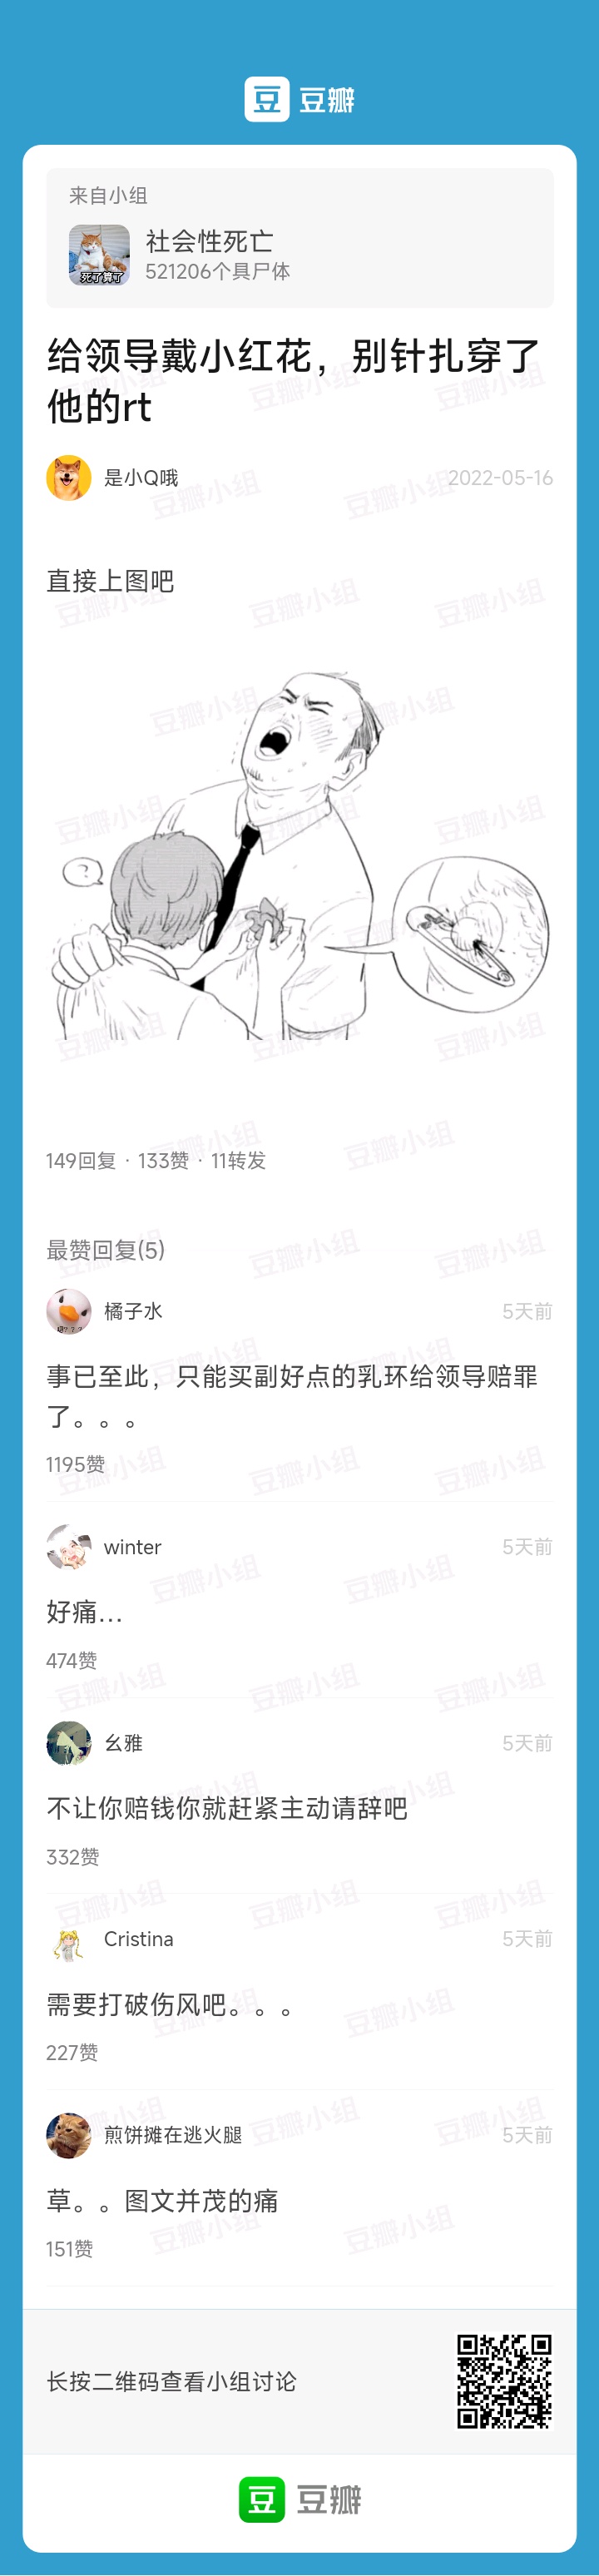 豆 豆瓣
来自小组
死了算了
社会性死亡
521206个具尸体
给领导戴小红花，别针扎穿了
他的rt
是小Q哦
2022-05-16
直接上图吧
?
149回复 · 133赞 · 11转发
最赞回复(5)
橘子水
5天前
事已至此，只能买副好点的乳环给领导赔罪
了。。。
1195赞
winter
5天前
好痛...
474赞
幺雅
5天前
不让你赔钱你就赶紧主动请辞吧
332赞
Cristina
5天前
需要打破伤风吧。。。
227赞
煎饼摊在逃火腿
5天前
草。。图文并茂的痛
151赞
长按二维码查看小组讨论
豆 豆瓣
豆瓣小组